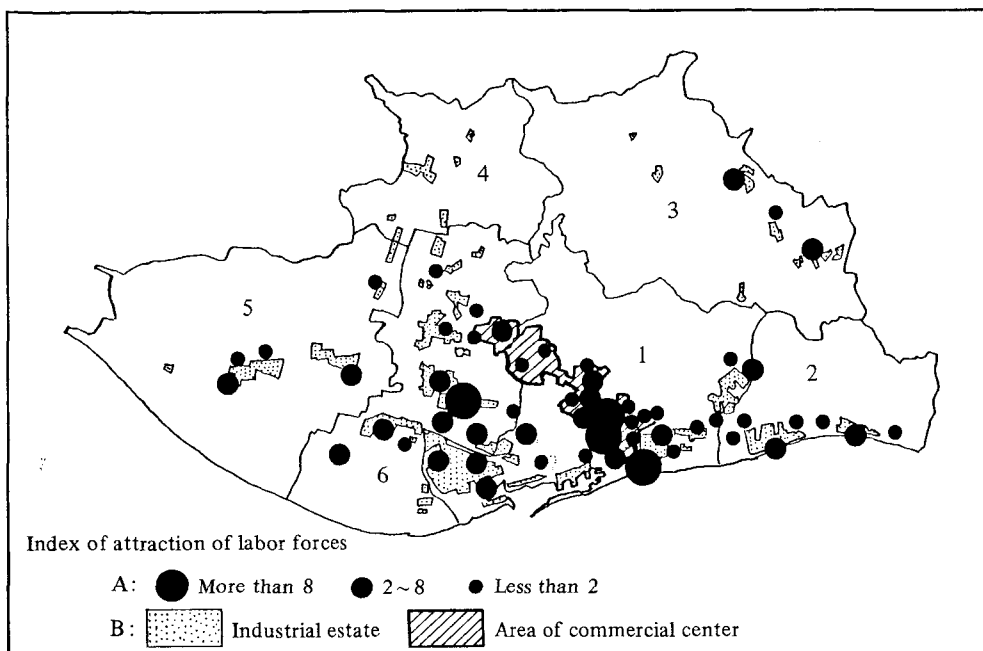 4
3
5
1
2
6
Index of attraction of labor forces
A: More than 8 2~8 Less than 2
B: Industrial estate Area of commercial center